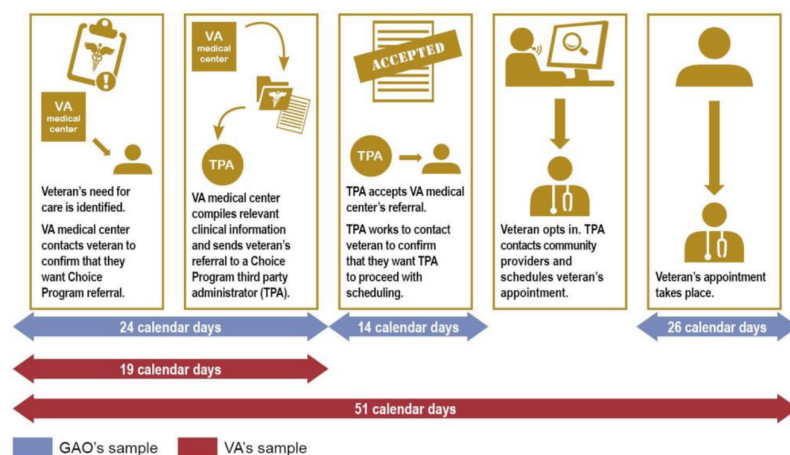 VA
medical
center
Veteran's need for
care is identified.
VA medical center
contacts veteran to
confirm that they
want Choice
Program referral.
VA
medical
center
TPA
VA medical center
compiles relevant
clinical information
and sends veteran's
referral to a Choice
Program third party
administrator (TPA).
ACCEPTED
TPA
TPA accepts VA medical
center's referral.
TPA works to contact
veteran to confirm
that they want TPA
to proceed with
scheduling.
Veteran opts in. TPA
contacts community
providers and
schedules veteran's
appointment.
Veteran's appointment
takes place.
24 calendar days
14 calendar days
26 calendar days
19 calendar days
51 calendar days
GAO's sample
VA's sample